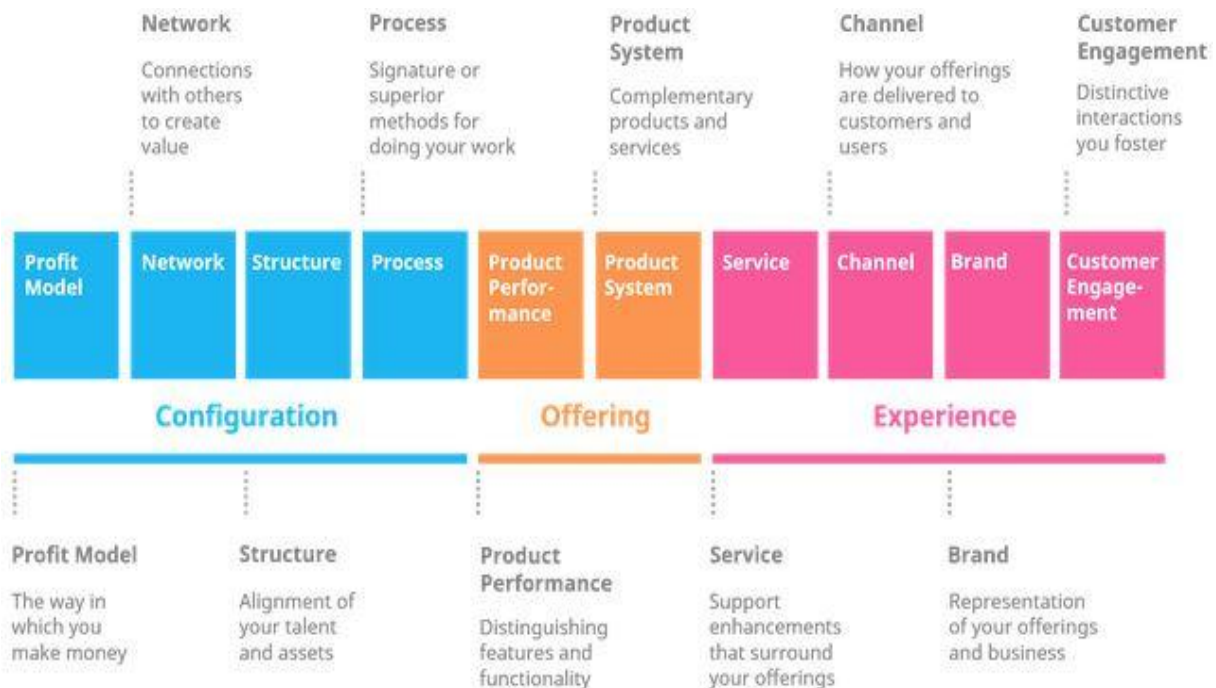 Network
Connections
with others
to create
value
Process
Signature or
superior
methods for
doing your work
Product
System
Complementary
products and
services
Channel
How your offerings
are delivered to
customers and
users
Customer
Engagement
Distinctive
interactions
you foster
Profit
Model
Network
Structure
Process
Product
Perfor-
mance
Product
System
Service
Channel
Brand
Customer
Engage-
ment
Configuration
Offering
Experience
Profit Model
The way in
which you
make money
Structure
Alignment of
your talent
and assets
Product
Performance
Distinguishing
features and
functionality
Service
Support
enhancements
that surround
your offerings
Brand
Representation
of your offerings
and business